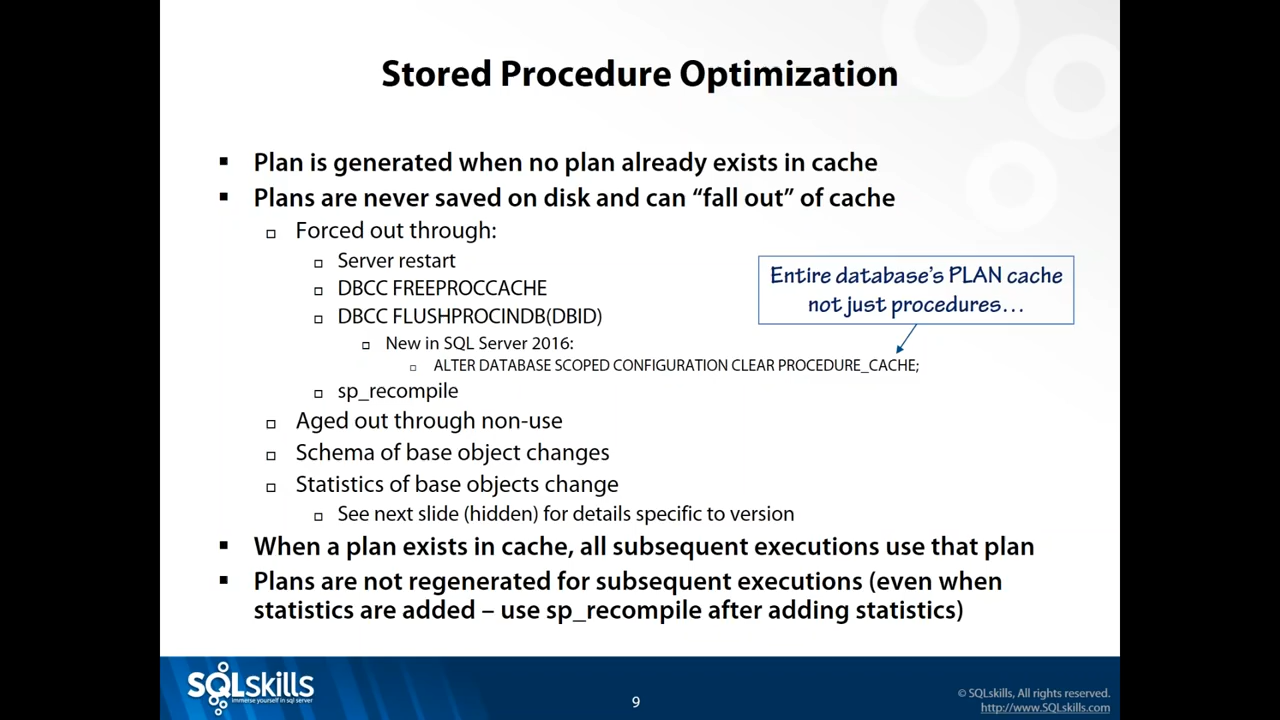 Stored Procedure Optimization
Plan is generated when no plan already exists in cache
Plans are never saved on disk and can “fall out” of cache
Forced out through:
Server restart
DBCC FREEPROCCACHE
DBCC FLUSHPROCINDB(DBID)
New in SQL Server 2016:
ALTER DATABASE SCOPED CONFIGURATION CLEAR PROCEDURE_CACHE;
Entire database’s PLAN cache
not just procedures…
sp_recompile
Aged out through non-use
Schema of base object changes
Statistics of base objects change
See next slide (hidden) for details specific to version
When a plan exists in cache, all subsequent executions use that plan
Plans are not regenerated for subsequent executions (even when
statistics are added – use sp_recompile after adding statistics)
SQLskills
immerse yourself in sql server
9
© SQLskills, All rights reserved.
http://www.SQLskills.com